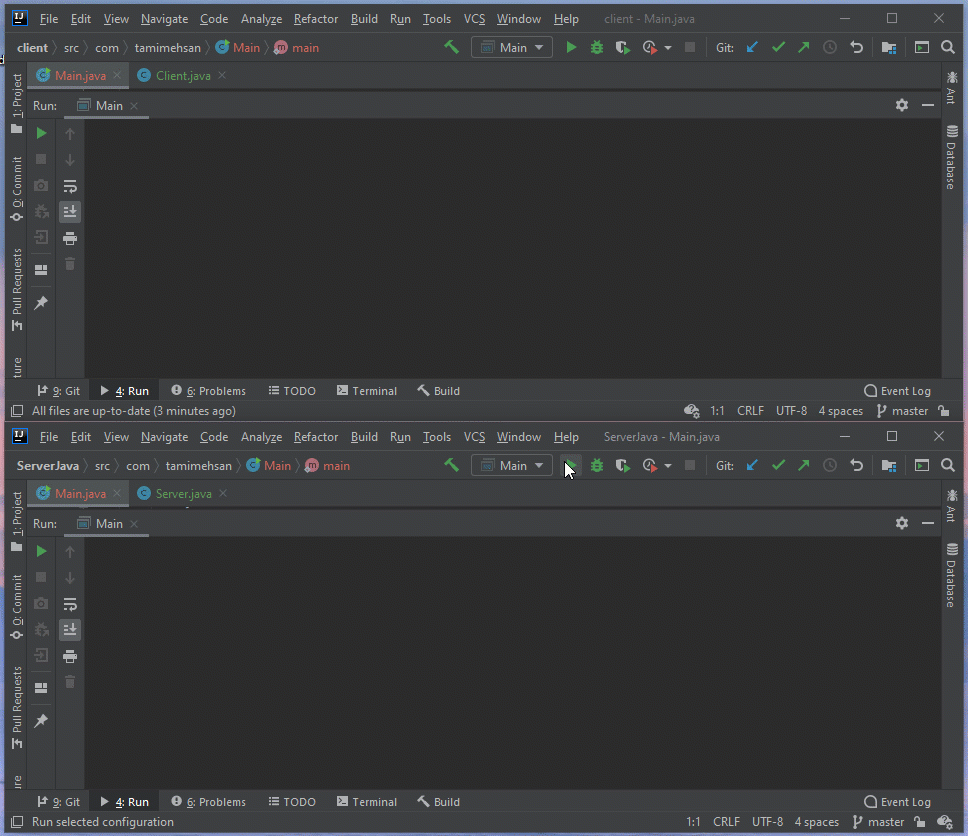 IJ File Edit View Navigate Code Analyze Refactor Build Run Tools VCS Window Help client - Main.java
client src com tamimehsan Main main Main Git:
C Main.java C Client.java
Run: Main
1: Project
0: Commit
Pull Requests
ture
Ant
Database
9: Git 4: Run 6: Problems TODO Terminal Build Event Log
All files are up-to-date (3 minutes ago) 1:1 CRLF UTF-8 4 spaces master
IJ File Edit View Navigate Code Analyze Refactor Build Run Tools VCS Window Help ServerJava - Main.java
ServerJava src com tamimehsan Main main Main Git:
C Main.java C Server.java
Run: Main
1: Project
0: Commit
Pull Requests
re
Ant
Database
9: Git 4: Run 6: Problems TODO Terminal Build Event Log
Run selected configuration 1:1 CRLF UTF-8 4 spaces master